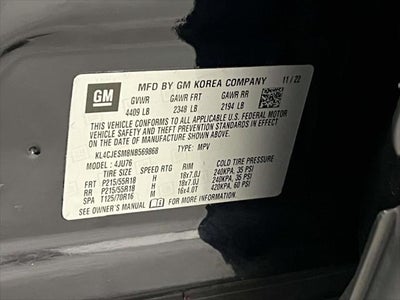 GM
MFD BY GM KOREA COMPANY 11/22
GVWR GAWR FRT GAWR RR
4409 LB 2348 LB 2194 LB
THIS VEHICLE CONFORMS TO ALL APPLICABLE U.S. FEDERAL MOTOR
VEHICLE SAFETY AND THEFT PREVENTION STANDARDS IN EFFECT ON
THE DATE OF MANUFACTURE SHOWN ABOVE.
KL4CJESM8NB569868 TYPE: MPV
MODEL: 4JU76
TIRE SIZE SPEED RTG RIM COLD TIRE PRESSURE
FRT P215/55R18 H 18x7.0J 240KPA, 35 PSI
RR P215/55R18 H 18x7.0J 240KPA, 35 PSI
SPA T125/70R16 M 16x4.0T 420KPA, 60 PSI
SEE OWNER'S MANUAL FOR MORE INFORMATION.